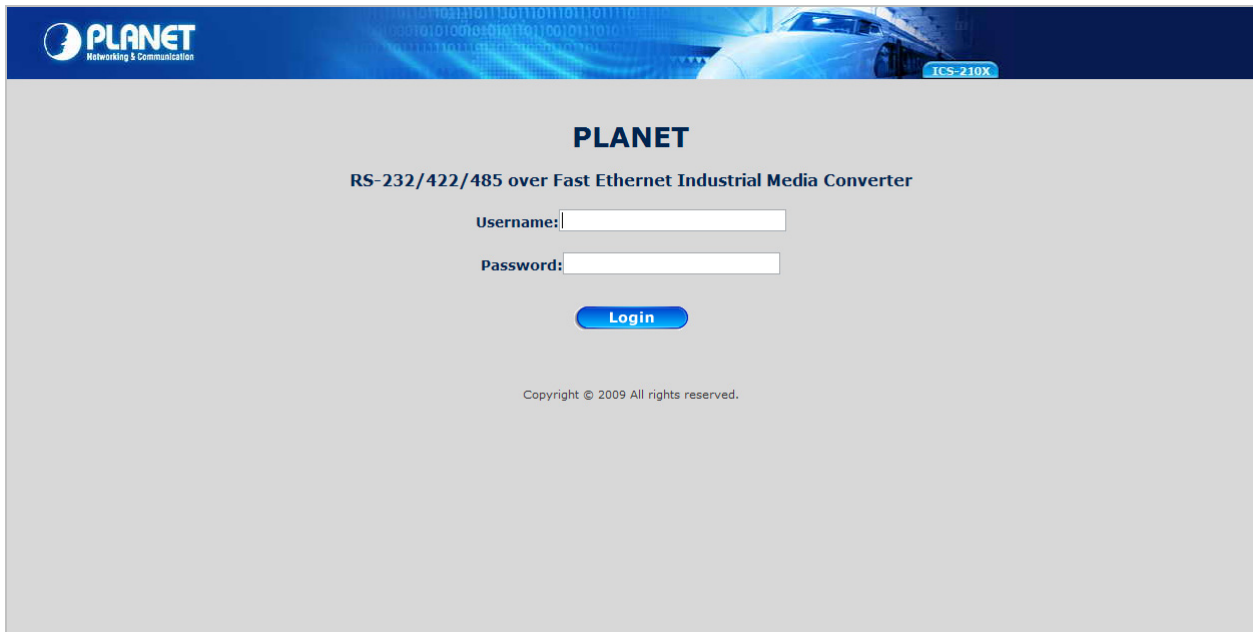 PLANET
Networking & Communication
ICS-210X
PLANET
RS-232/422/485 over Fast Ethernet Industrial Media Converter
Username:
Password:
Login
Copyright © 2009 All rights reserved.